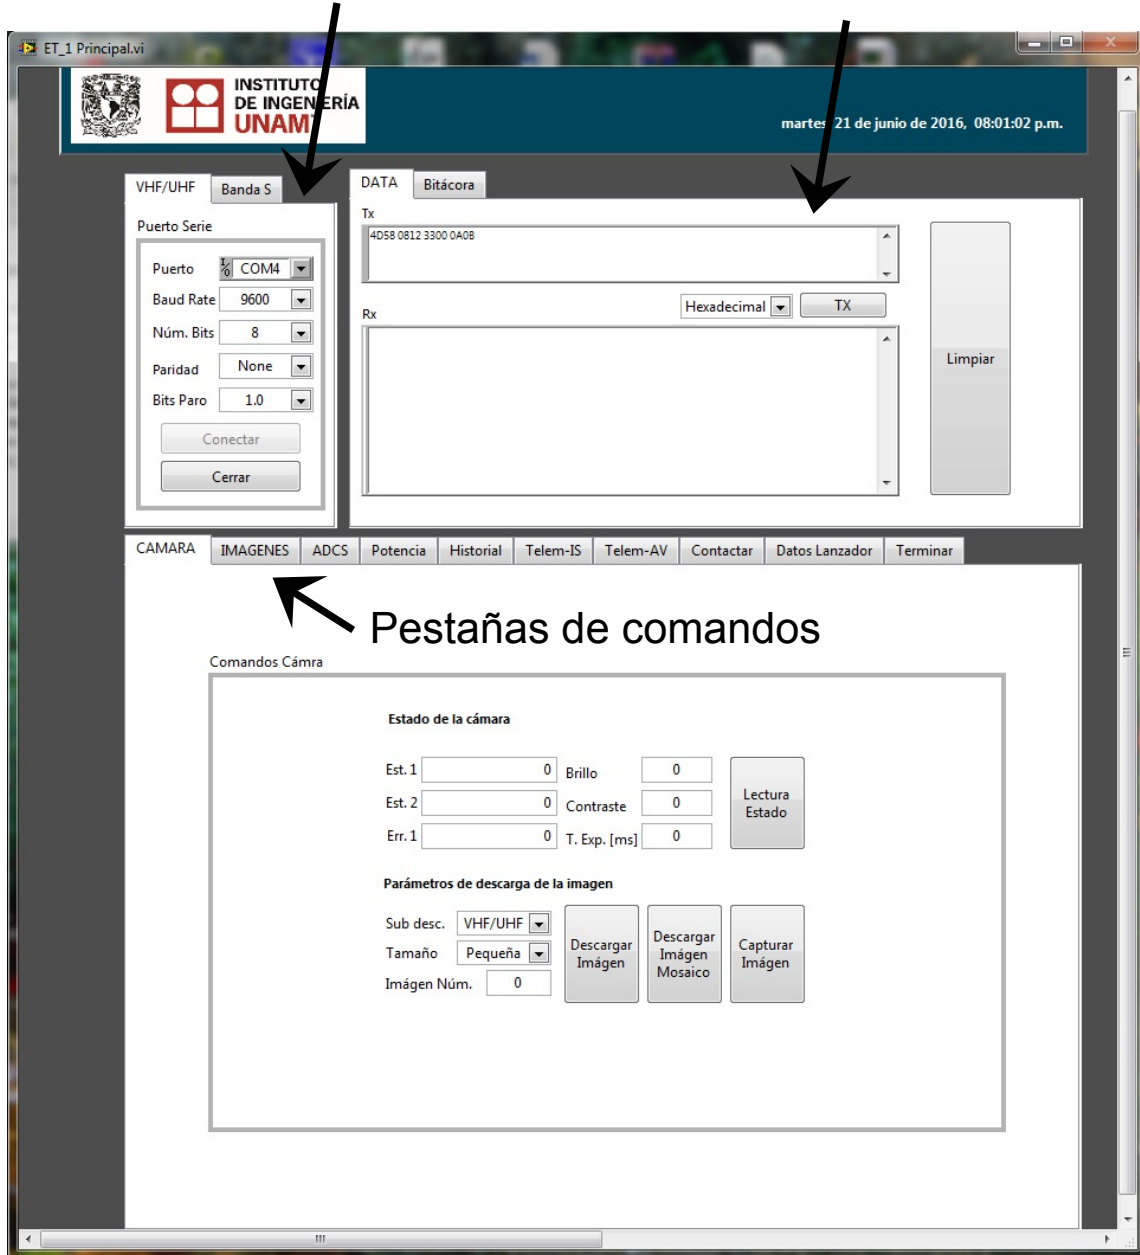 ET_1 Principal.vi
INSTITUTO
DE INGENIERÍA
UNAM
martes, 21 de junio de 2016, 08:01:02 p.m.
VHF/UHF Banda S
DATA Bitácora
Puerto Serie
Puerto COM4
Baud Rate 9600
Núm. Bits 8
Paridad None
Bits Paro 1.0
Conectar
Cerrar
Tx
4D58 0812 3300 0A0B
Hexadecimal TX
Rx
Limpiar
CAMARA IMAGENES ADCS Potencia Historial Telem-IS Telem-AV Contactar Datos Lanzador Terminar
Pestañas de comandos
Comandos Cámra
Estado de la cámara
Est. 1 0 Brillo 0
Est. 2 0 Contraste 0
Err. 1 0 T. Exp. [ms] 0
Lectura
Estado
Parámetros de descarga de la imagen
Sub desc. VHF/UHF
Tamaño Pequeña
Imágen Núm. 0
Descargar
Imágen
Descargar
Imágen
Mosaico
Capturar
Imágen